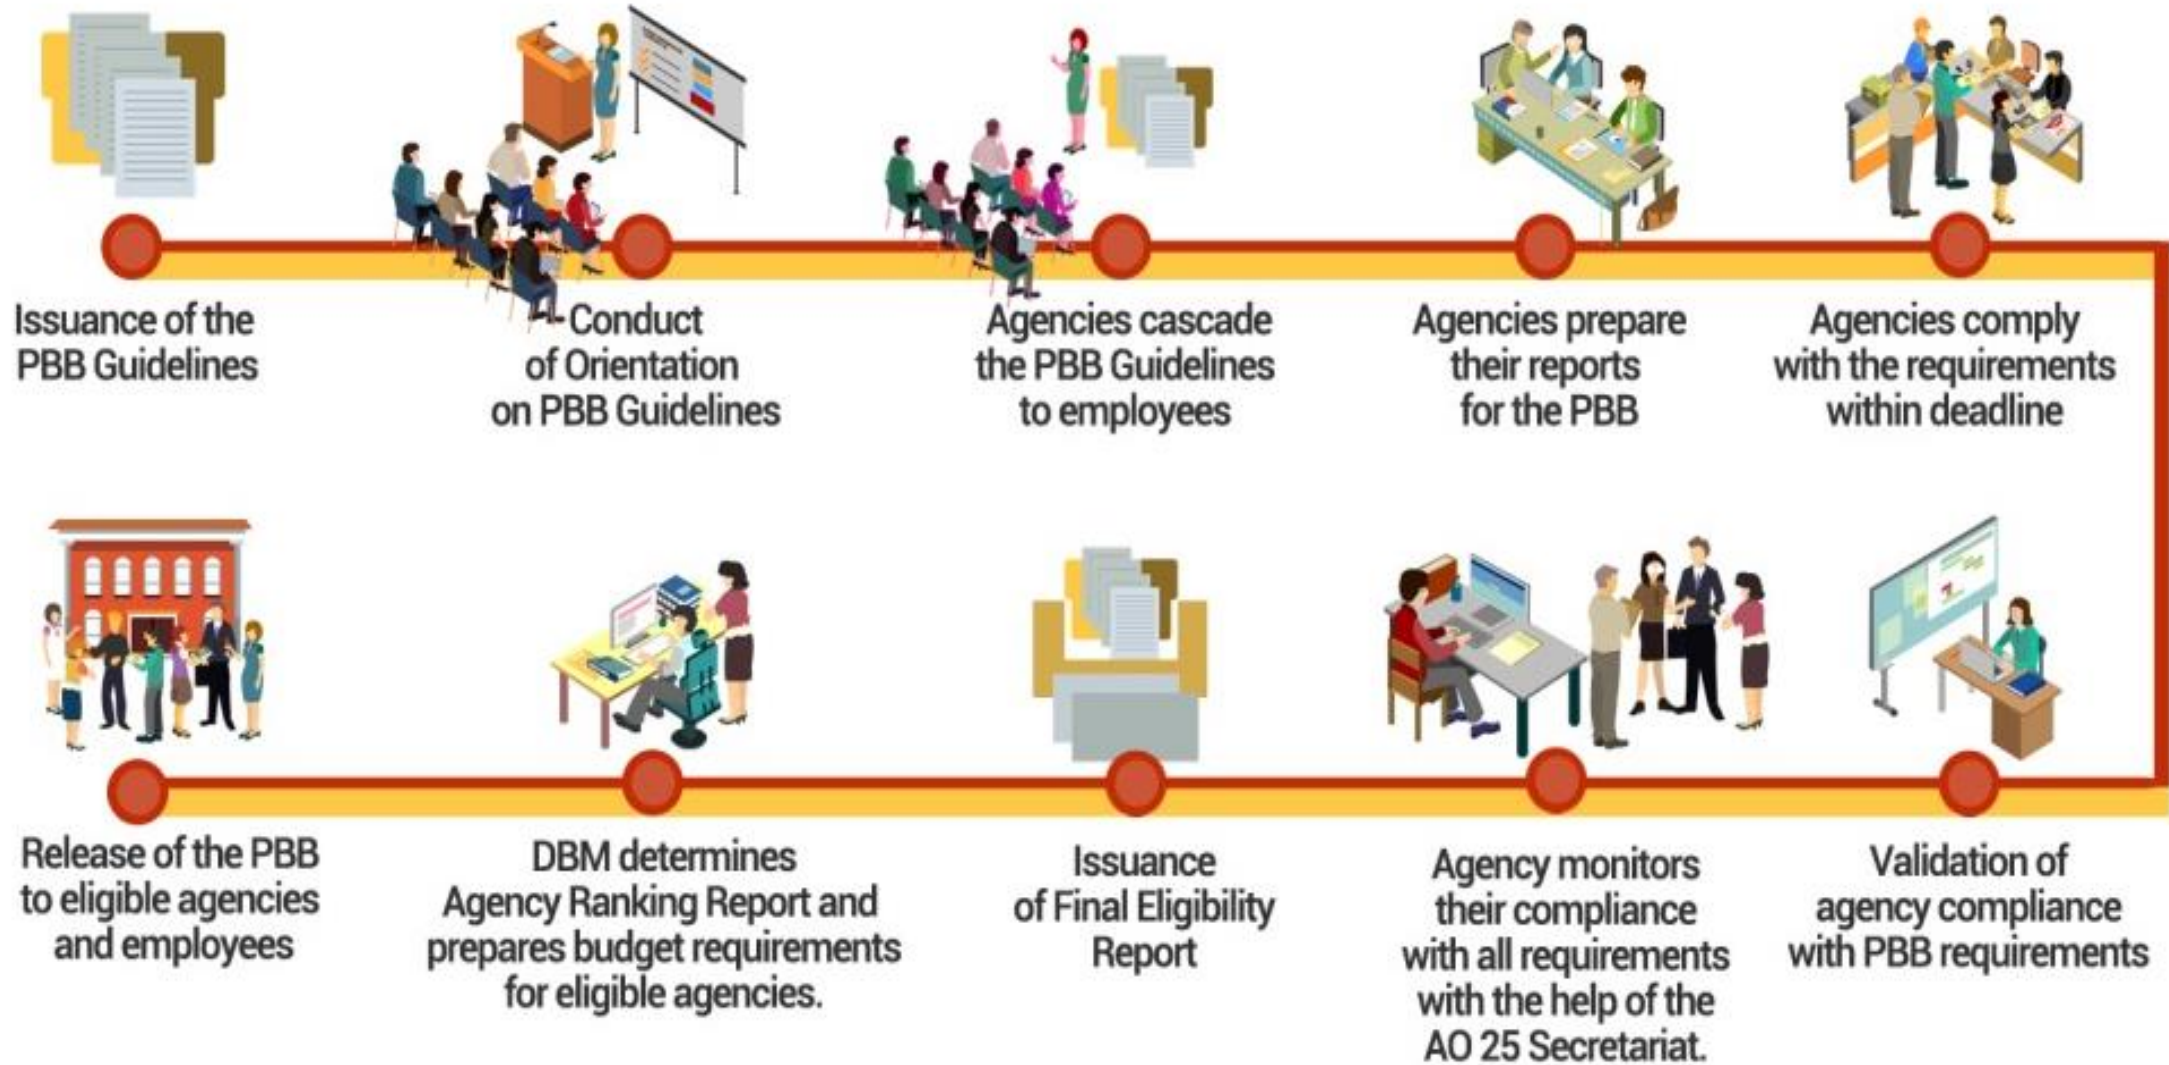 Issuance of the
PBB Guidelines
Conduct
of Orientation
on PBB Guidelines
Agencies cascade
the PBB Guidelines
to employees
Agencies prepare
their reports
for the PBB
Agencies comply
with the requirements
within deadline
Release of the PBB
to eligible agencies
and employees
DBM determines
Agency Ranking Report and
prepares budget requirements
for eligible agencies.
Issuance
of Final Eligibility
Report
Agency monitors
their compliance
with all requirements
with the help of the
AO 25 Secretariat.
Validation of
agency compliance
with PBB requirements